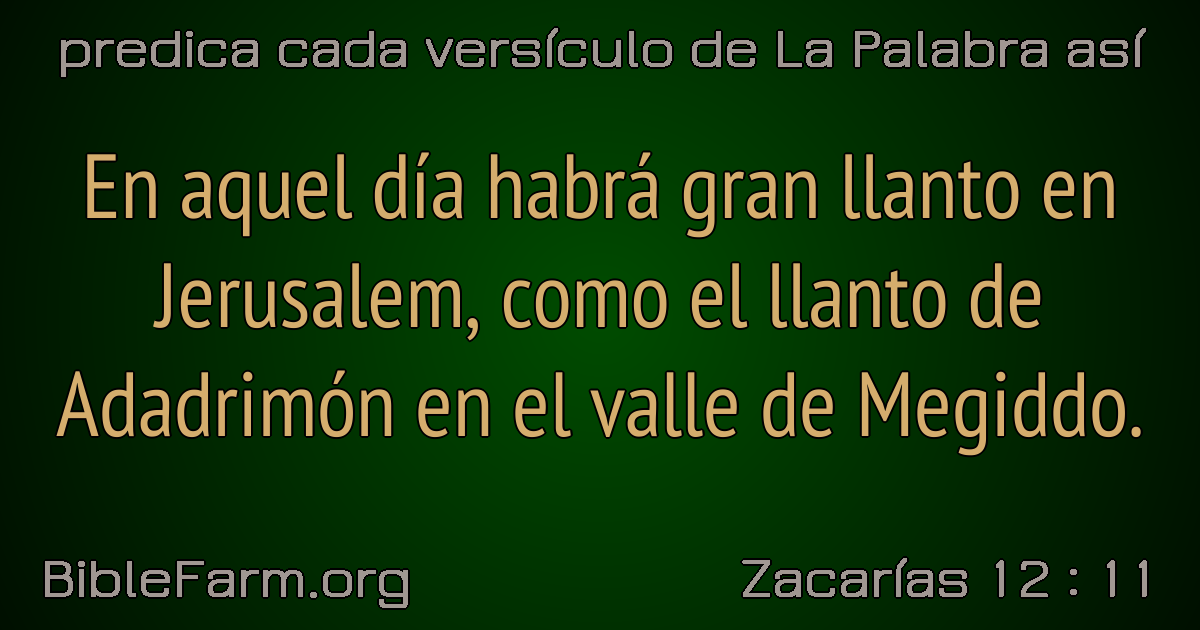 predica cada versículo de La Palabra así
En aquel día habrá gran llanto en
Jerusalem, como el llanto de
Adadrimón en el valle de Megiddo.
BibleFarm.org
Zacarías 12 : 11